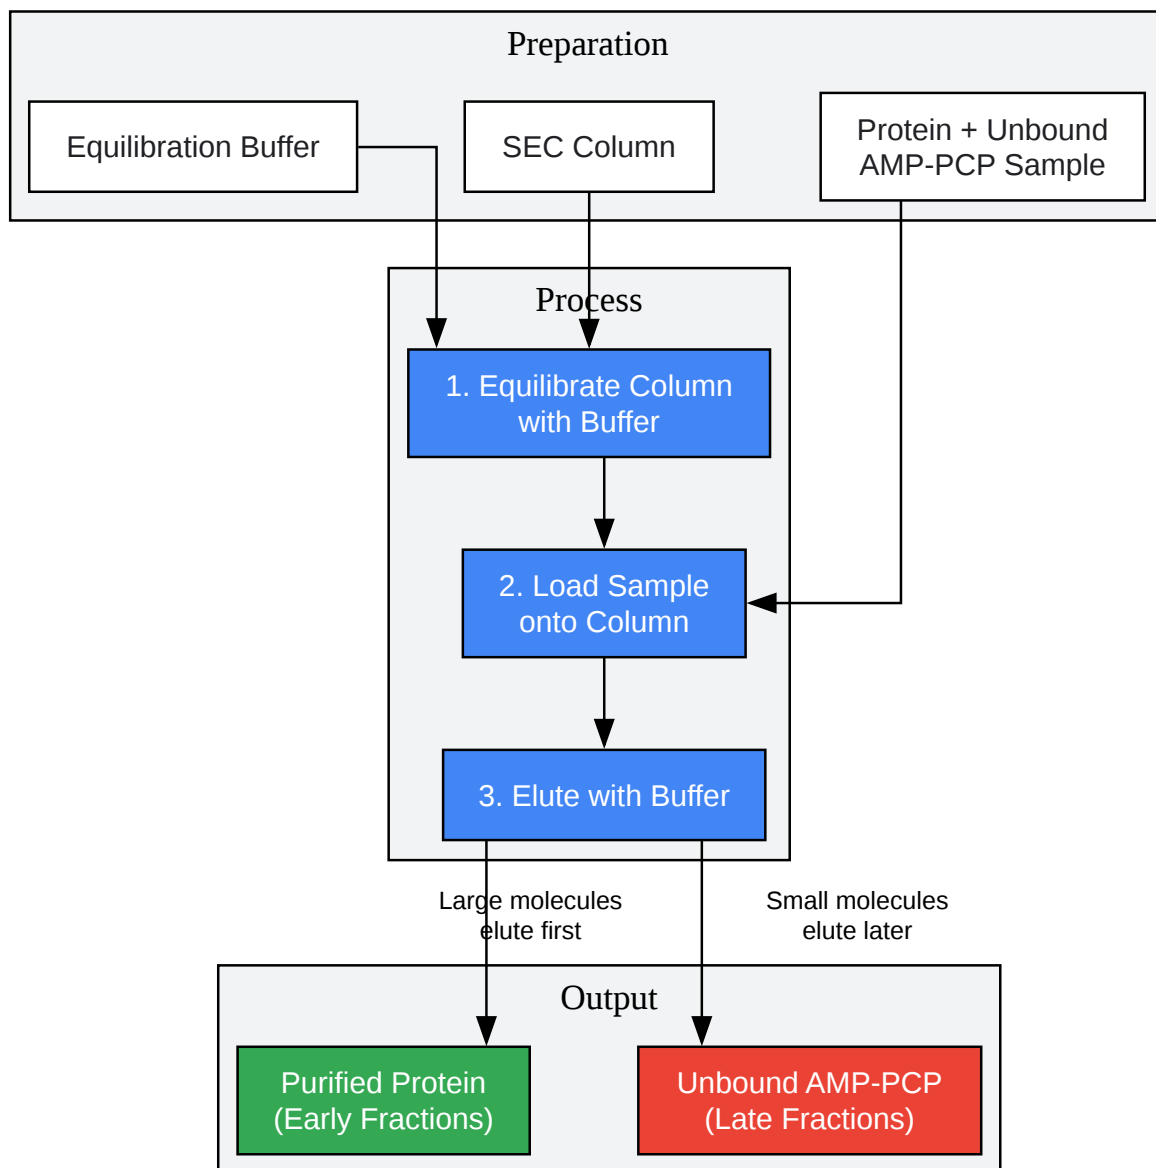 Preparation
Equilibration Buffer
SEC Column
Protein + Unbound
AMP-PCP Sample
Process
1. Equilibrate Column
with Buffer
2. Load Sample
onto Column
3. Elute with Buffer
Large molecules
elute first
Small molecules
elute later
Output
Purified Protein
(Early Fractions)
Unbound AMP-PCP
(Late Fractions)